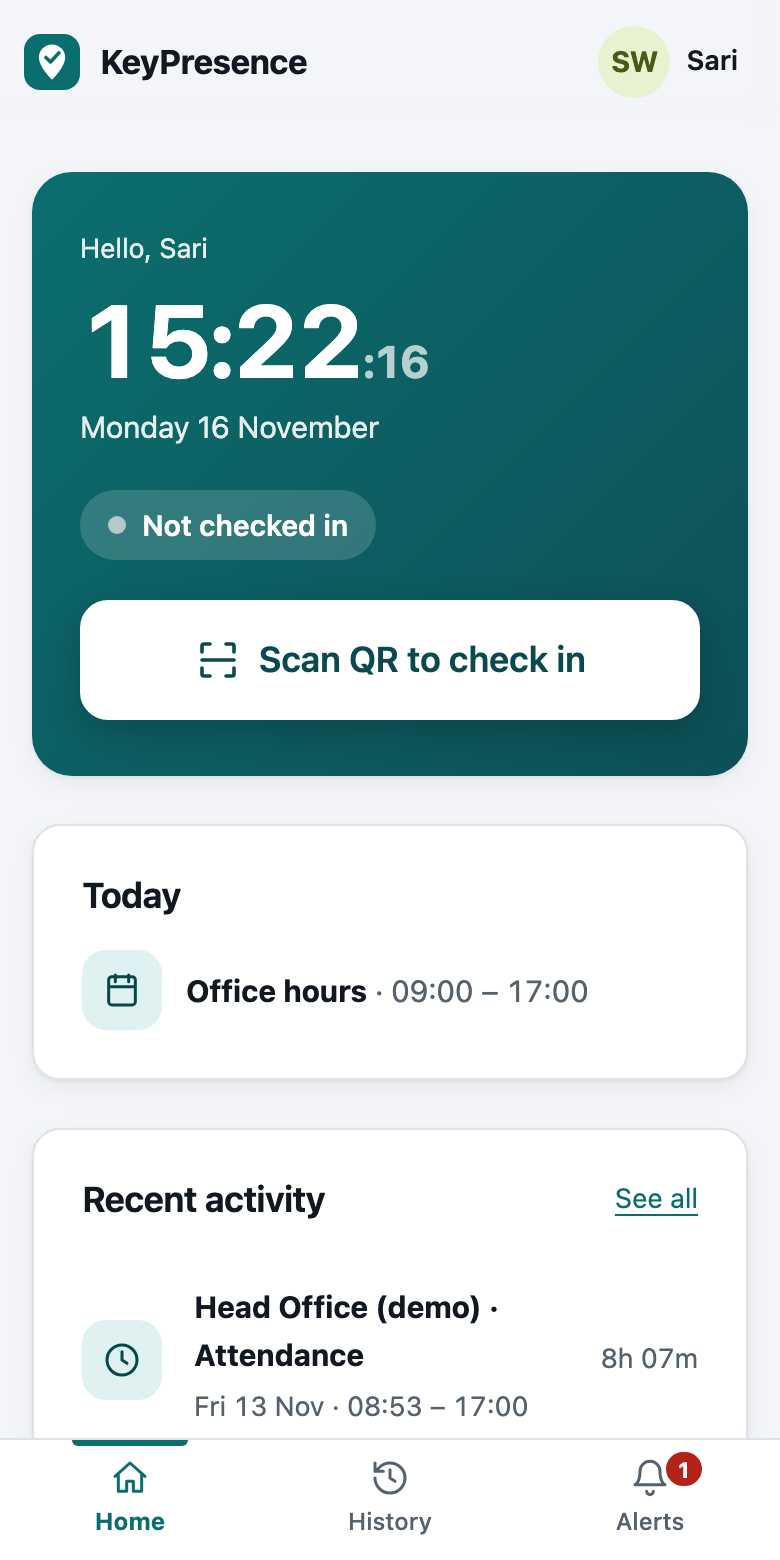 KeyPresence
SW Sari
Hello, Sari
15:22:16
Monday 16 November
Not checked in
Scan QR to check in
Today
Office hours · 09:00 – 17:00
Recent activity
See all
Head Office (demo) ·
Attendance
8h 07m
Fri 13 Nov · 08:53 – 17:00
Home
History
1
Alerts